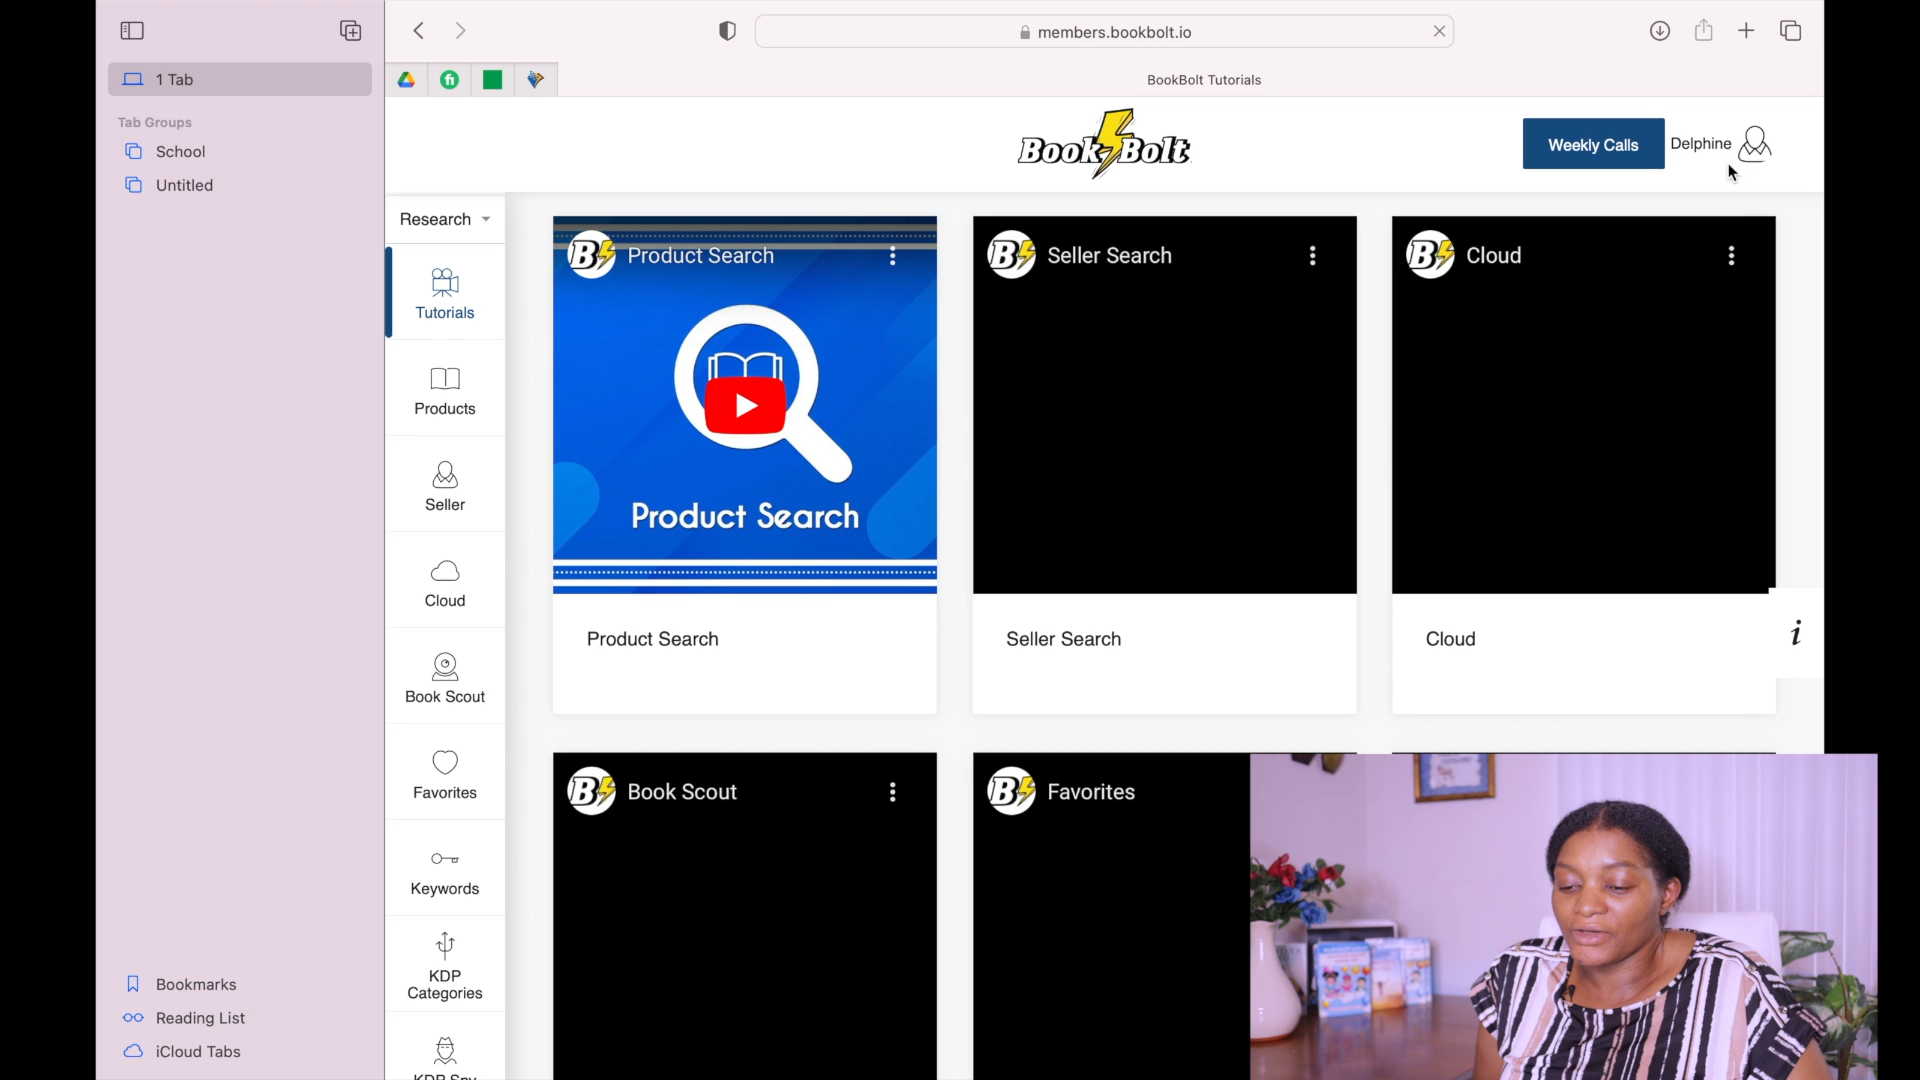 members.bookbolt.io
1 Tab
BookBolt Tutorials
Tab Groups
School
Untitled
Book Bolt
Weekly Calls
Delphine
Research
Tutorials
Products
Seller
Cloud
Book Scout
Favorites
Keywords
KDP
Categories
KDP Spy
B Product Search
Product Search
Product Search
B Seller Search
Seller Search
B Cloud
Cloud
i
B Book Scout
B Favorites
Bookmarks
Reading List
iCloud Tabs